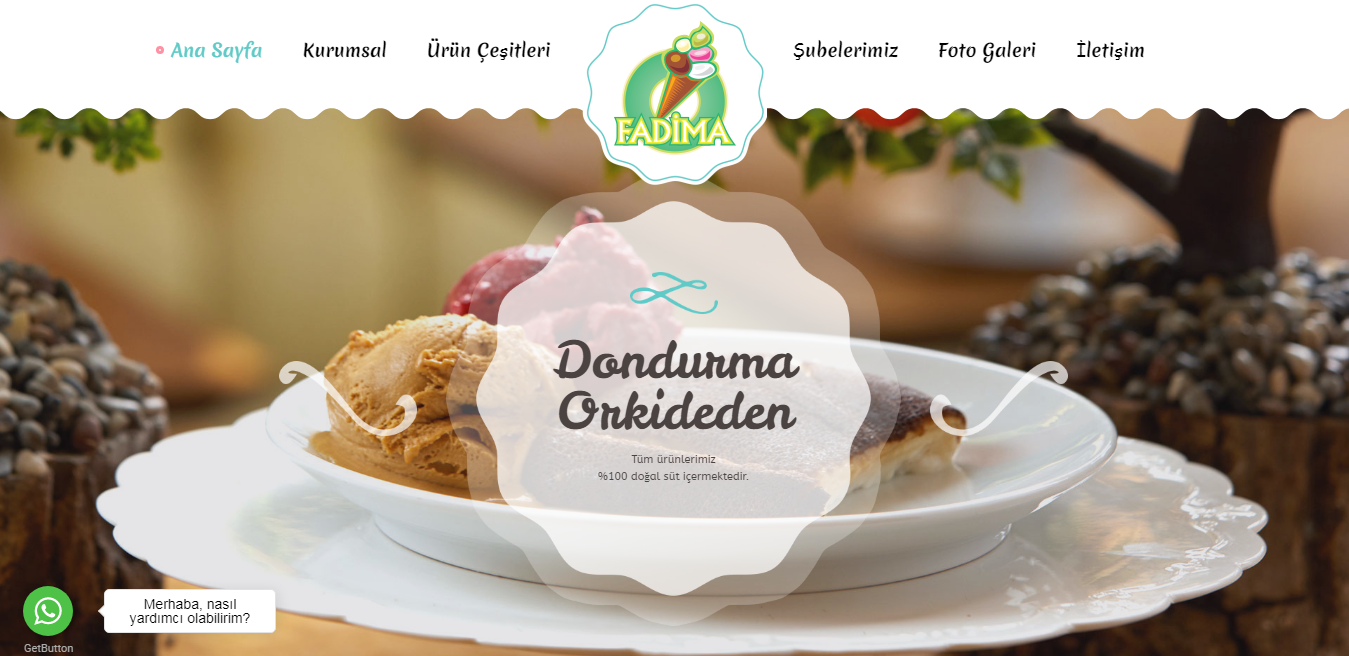 Ana Sayfa
Kurumsal
Ürün Çeşitleri
FADİMA
Şubelerimiz
Foto Galeri
İletişim
Dondurma
Orkideden
Tüm ürünlerimiz
%100 doğal süt içermektedir.
Merhaba, nasıl
yardımcı olabilirim?
GetButton